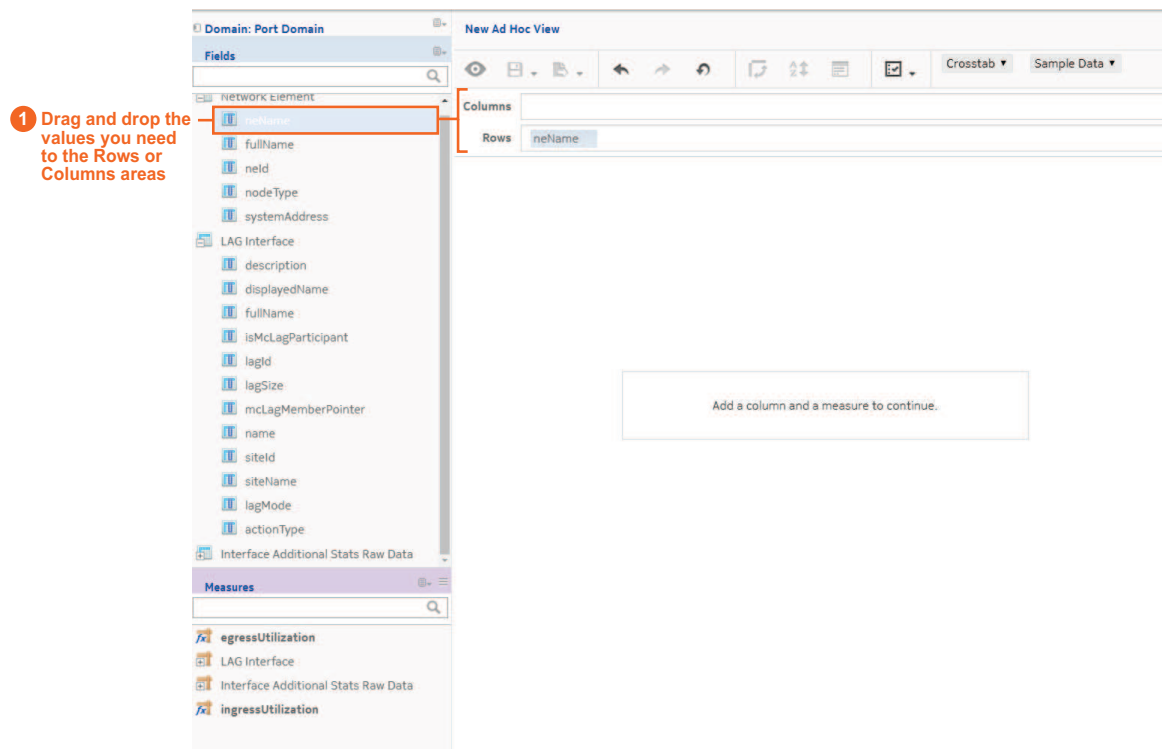 Domain: Port Domain
New Ad Hoc View
Fields
Crosstab ▼
Sample Data ▼
Network Element
Columns
neName
Rows
neName
1 Drag and drop the
values you need
to the Rows or
Columns areas
fullName
neId
nodeType
systemAddress
LAG Interface
description
displayedName
fullName
isMcLagParticipant
lagId
lagSize
mcLagMemberPointer
name
siteId
siteName
lagMode
actionType
Interface Additional Stats Raw Data
Add a column and a measure to continue.
Measures
egressUtilization
LAG Interface
Interface Additional Stats Raw Data
ingressUtilization